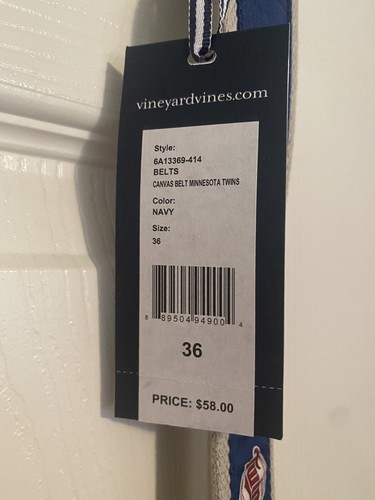 vineyardvines.com
Style:
6A13369-414
BELTS
CANVAS BELT MINNESOTA TWINS
Color:
NAVY
Size:
36
8 89504 94900 4
36
PRICE: $58.00